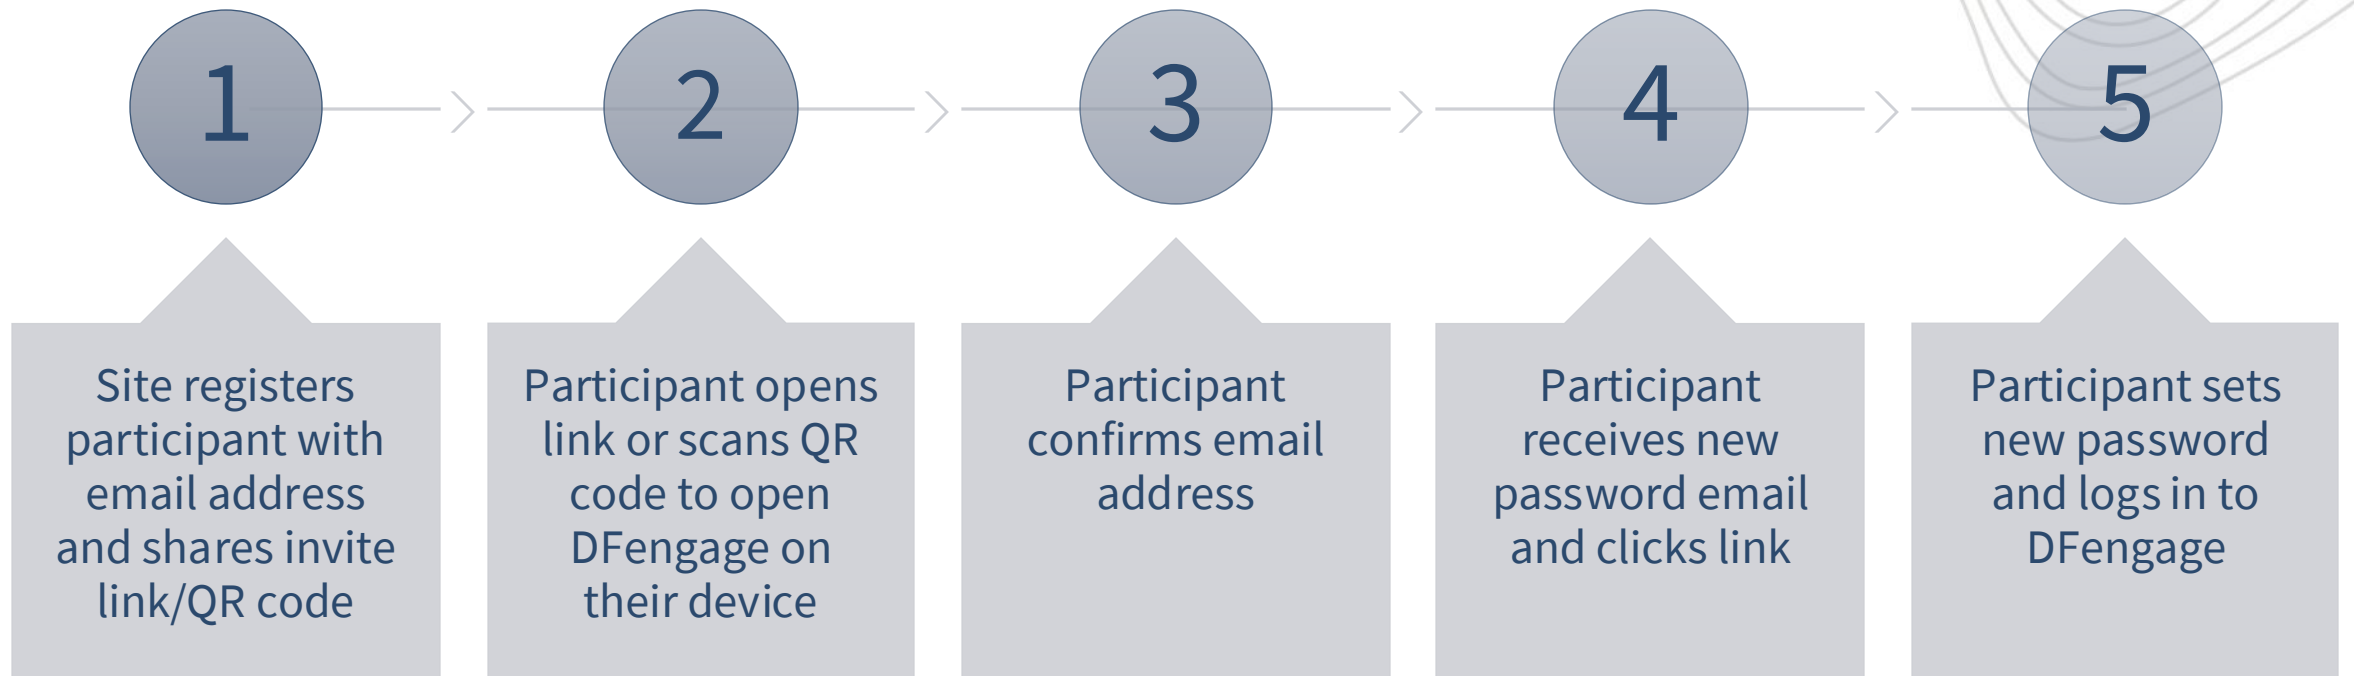 1
2
3
4
5
Site registers
participant with
email address
and shares invite
link/QR code
Participant opens
link or scans QR
code to open
DFengage on
their device
Participant
confirms email
address
Participant
receives new
password email
and clicks link
Participant sets
new password
and logs in to
DFengage